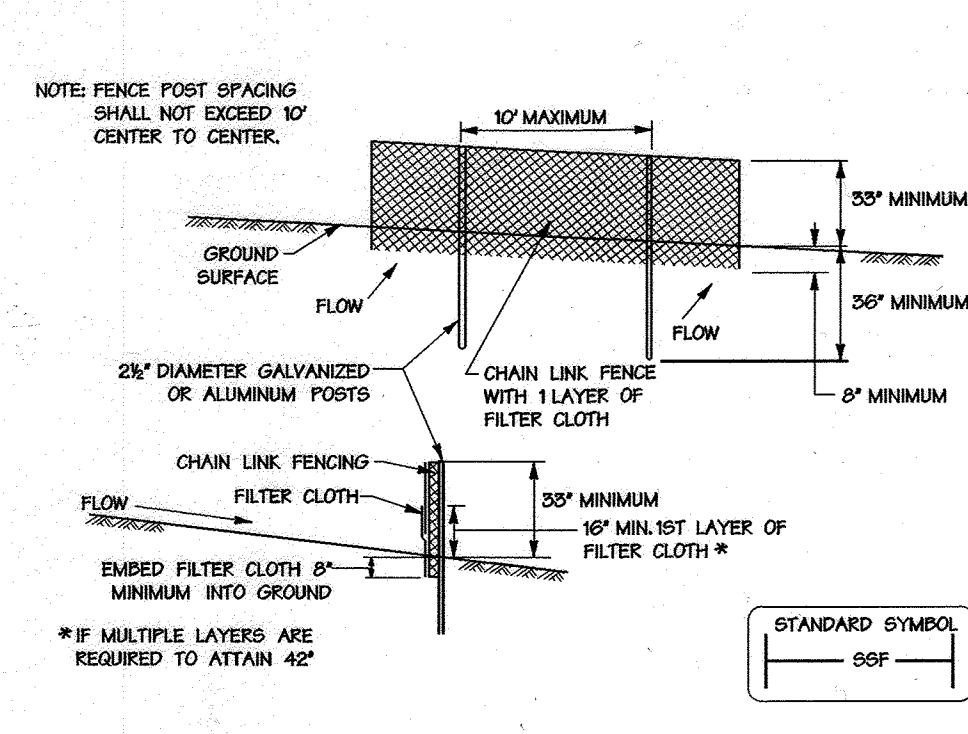 NOTE: FENCE POST SPACING
SHALL NOT EXCEED 10'
CENTER TO CENTER.
10' MAXIMUM
33" MINIMUM
GROUND
SURFACE
FLOW
FLOW
36" MINIMUM
2½" DIAMETER GALVANIZED
OR ALUMINUM POSTS
CHAIN LINK FENCE
WITH 1 LAYER OF
FILTER CLOTH
8" MINIMUM
CHAIN LINK FENCING
FILTER CLOTH
FLOW
33" MINIMUM
16" MIN. 1ST LAYER OF
FILTER CLOTH *
EMBED FILTER CLOTH 8"
MINIMUM INTO GROUND
* IF MULTIPLE LAYERS ARE
REQUIRED TO ATTAIN 42"
STANDARD SYMBOL
SSF